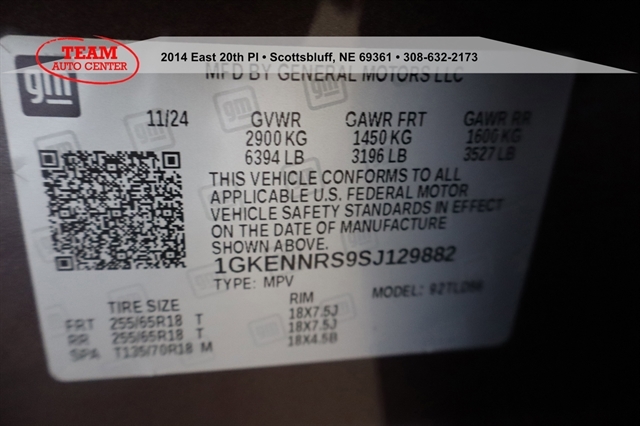 TEAM
AUTO CENTER
2014 East 20th Pl • Scottsbluff, NE 69361 • 308-632-2173
gm
MFD BY GENERAL MOTORS LLC
11/24 GVWR GAWR FRT GAWR RR
2900 KG 1450 KG 1600 KG
6394 LB 3196 LB 3527 LB
THIS VEHICLE CONFORMS TO ALL
APPLICABLE U.S. FEDERAL MOTOR
VEHICLE SAFETY STANDARDS IN EFFECT
ON THE DATE OF MANUFACTURE
SHOWN ABOVE.
1GKENNRS9SJ129882
TYPE: MPV MODEL:
TIRE SIZE RIM
FRT 255/65R18 T 18X7.5J
RR 255/65R18 T 18X7.5J
SPA T135/70R18 M 18X4.5B